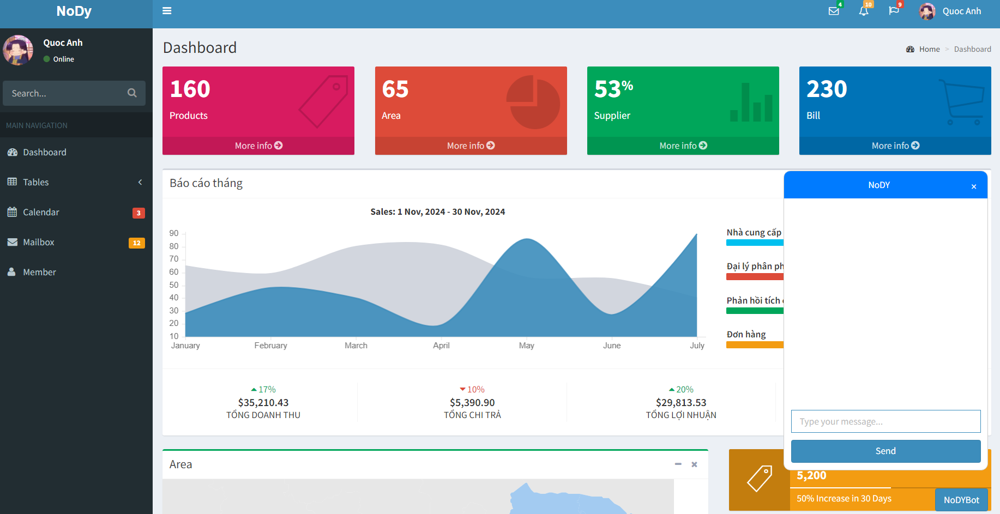 NoDy
4
10
9
Quoc Anh
Quoc Anh
Online
Search...
MAIN NAVIGATION
Dashboard
Tables
Calendar
3
Mailbox
12
Member
Dashboard
Home > Dashboard
160
Products
More info
65
Area
More info
53%
Supplier
More info
230
Bill
More info
Báo cáo tháng
Sales: 1 Nov, 2024 - 30 Nov, 2024
90
80
70
60
50
40
30
20
10
January February March April May June July
Nhà cung cấp
Đại lý phân ph
Phản hồi tích
Đơn hàng
17%
$35,210.43
TỔNG DOANH THU
10%
$5,390.90
TỔNG CHI TRẢ
20%
$29,813.53
TỔNG LỢI NHUẬN
NoDY
×
Type your message...
Send
Area
5,200
50% Increase in 30 Days
NoDYBot